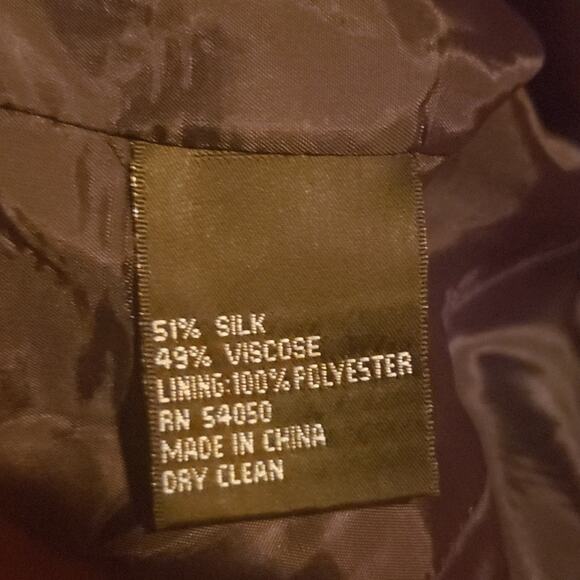 51% SILK
49% VISCOSE
LINING:100% POLYESTER
RN 54050
MADE IN CHINA
DRY CLEAN